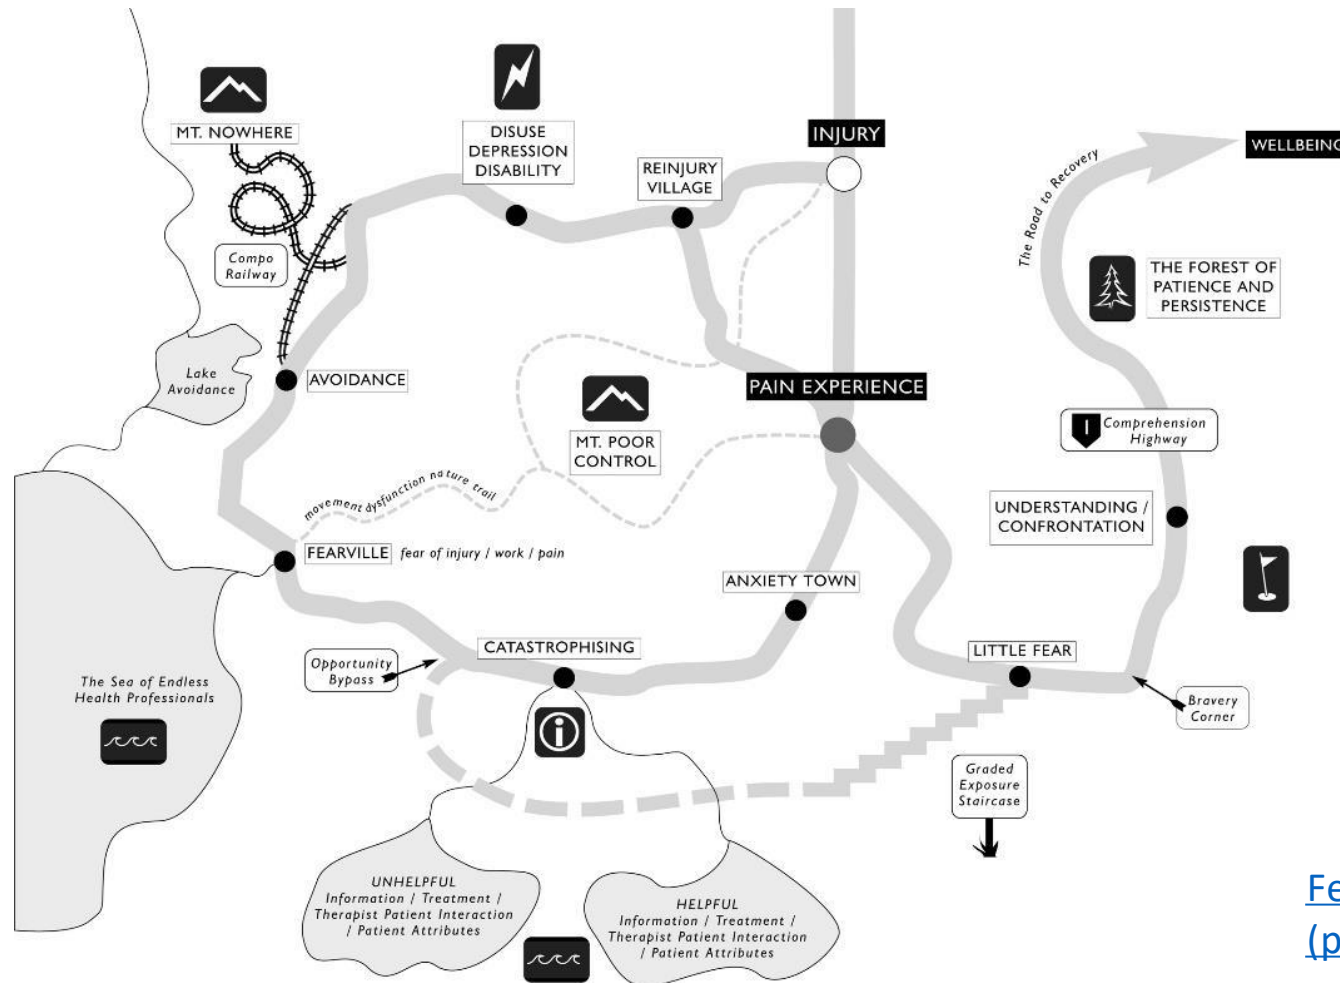 MT. NOWHERE
DISUSE
DEPRESSION
DISABILITY
REINJURY
VILLAGE
INJURY
WELLBEING
The Road to Recovery
Compo
Railway
THE FOREST OF
PATIENCE AND
PERSISTENCE
Lake
Avoidance
AVOIDANCE
PAIN EXPERIENCE
MT. POOR
CONTROL
1 Comprehension
Highway
movement dysfunction nature trail
UNDERSTANDING /
CONFRONTATION
FEARVILLE fear of injury / work / pain
ANXIETY TOWN
CATASTROPHISING
LITTLE FEAR
Opportunity
Bypass
The Sea of Endless
Health Professionals
Bravery
Corner
i
Graded
Exposure
Staircase
UNHELPFUL
Information / Treatment /
Therapist Patient Interaction
/ Patient Attributes
HELPFUL
Information / Treatment /
Therapist Patient Interaction
/ Patient Attributes
Fe
(p